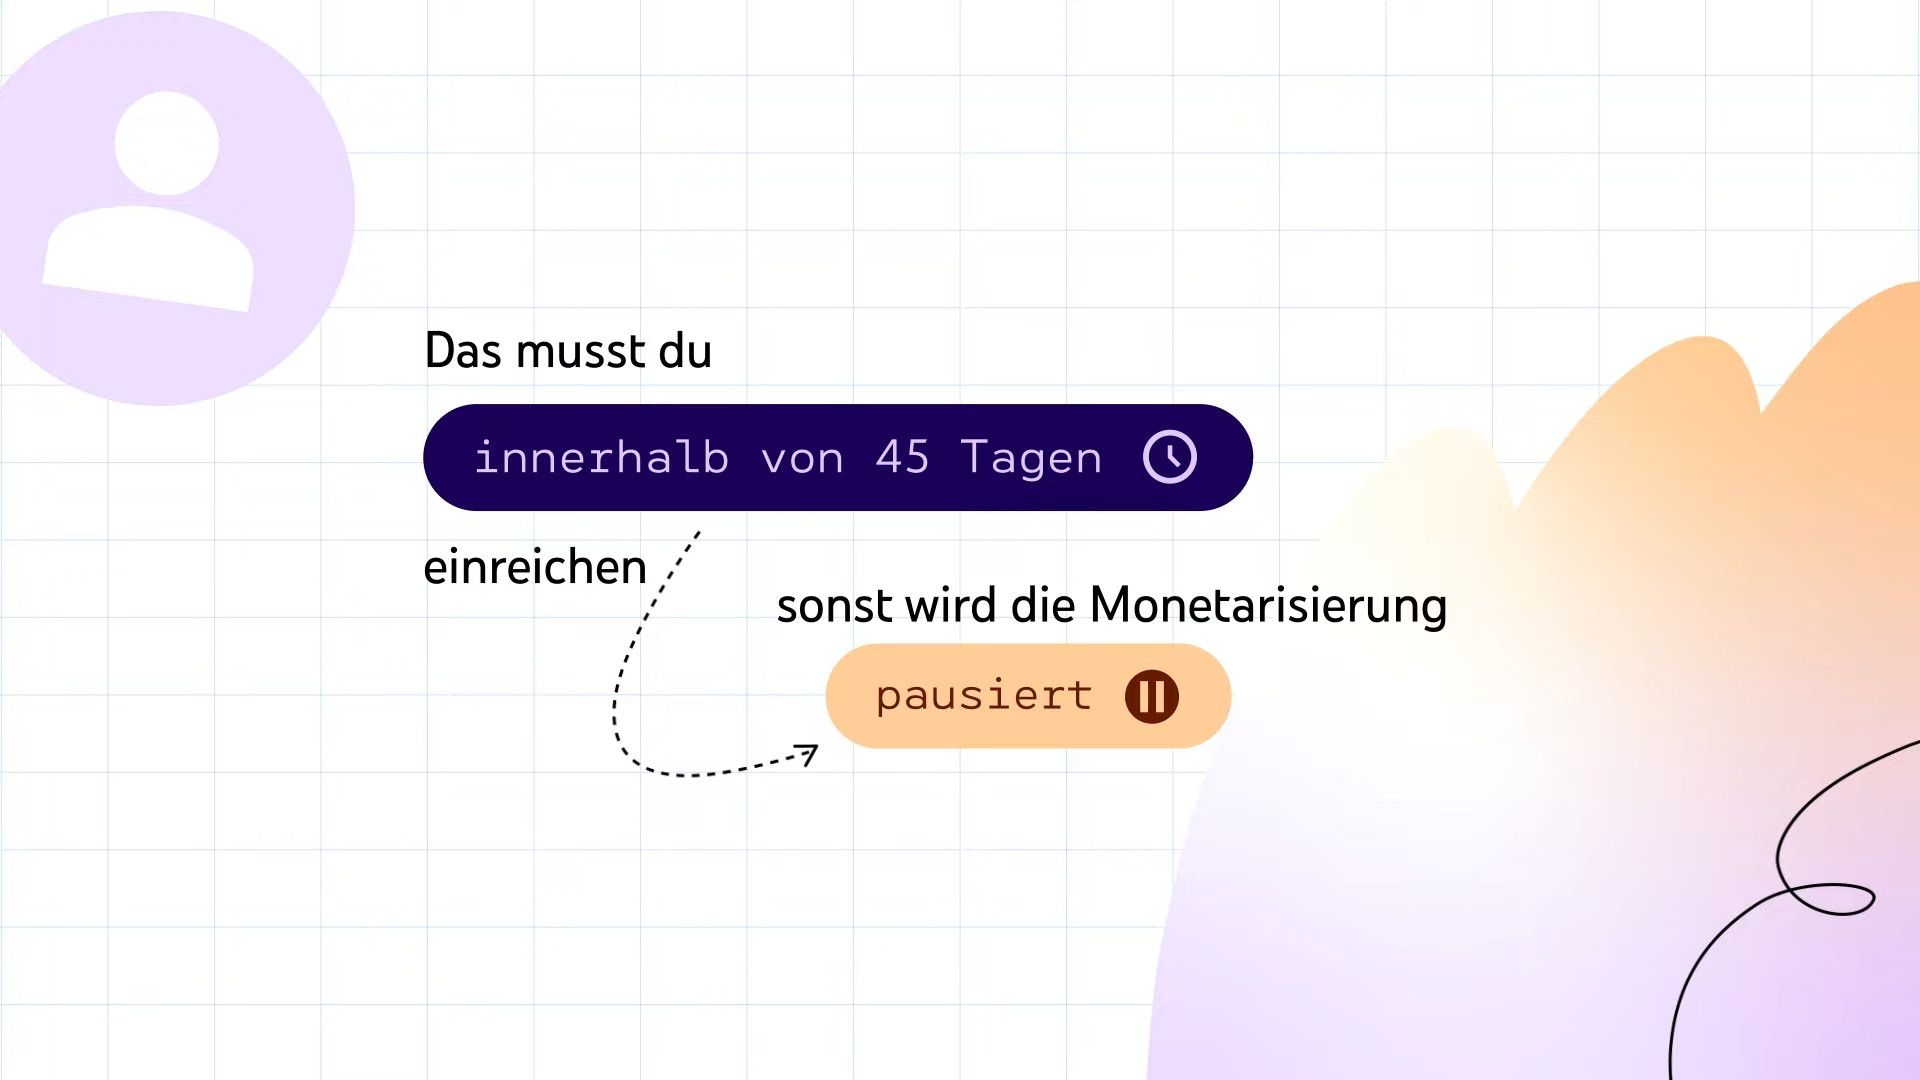 Das musst du
innerhalb von 45 Tagen
einreichen
sonst wird die Monetarisierung
pausiert